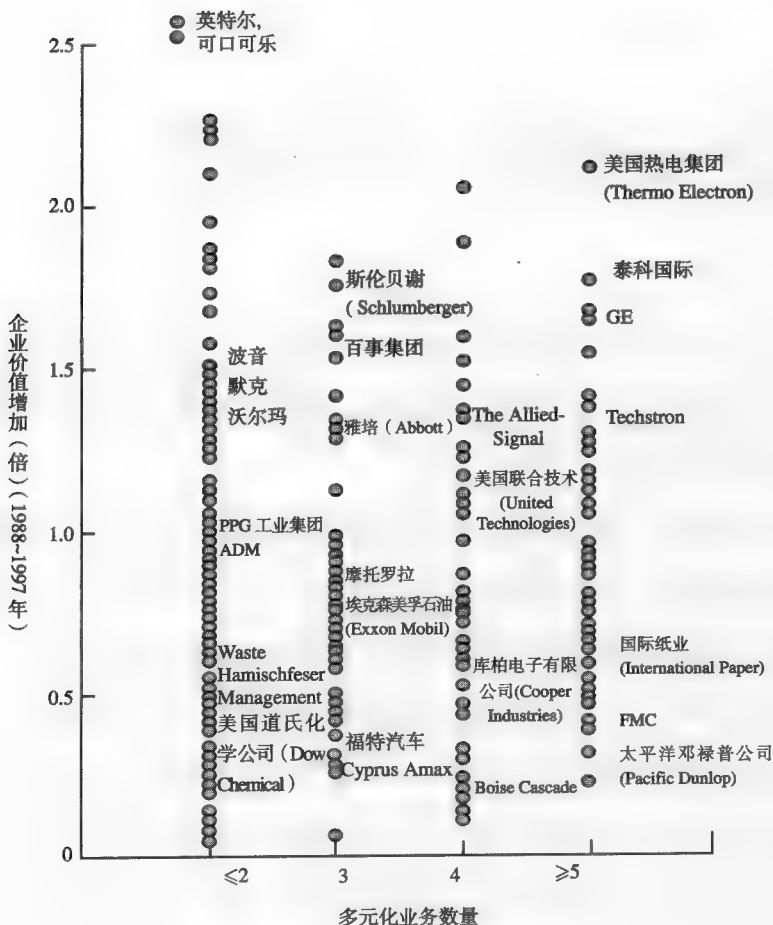 英特尔,
可口可乐
2.5
2.0
1.5
1.0
0.5
0
企业价值增加（倍）（1988~1997年）
波音
默克
沃尔玛
PPG 工业集团
ADM
Waste
Hamischfeser
Management
美国道氏化
学公司（Dow
Chemical）
斯伦贝谢
( Schlumberger)
百事集团
雅培（Abbott）
摩托罗拉
埃克森美孚石油
(Exxon Mobil)
福特汽车
Cyprus Amax
The Allied-
Signal
美国联合技术
(United
Technologies)
库柏电子有限
公司(Cooper
Industries)
Boise Cascade
美国热电集团
(Thermo Electron)
泰科国际
GE
Techstron
国际纸业
(International Paper)
FMC
太平洋邓禄普公司
(Pacific Dunlop)
≤2
3
4
≥5
多元化业务数量